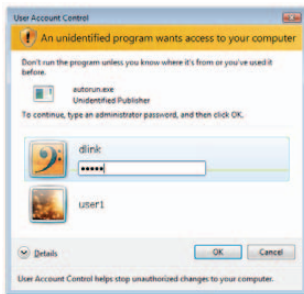 User Account Control
An unidentified program wants access to your computer
Don't run the program unless you know where it's from or you've used it
before.
autorun.exe
Unidentified Publisher
To continue, type an administrator password, and then click OK.
dlink
•••••
user1
Details
OK
Cancel
User Account Control helps stop unauthorized changes to your computer.